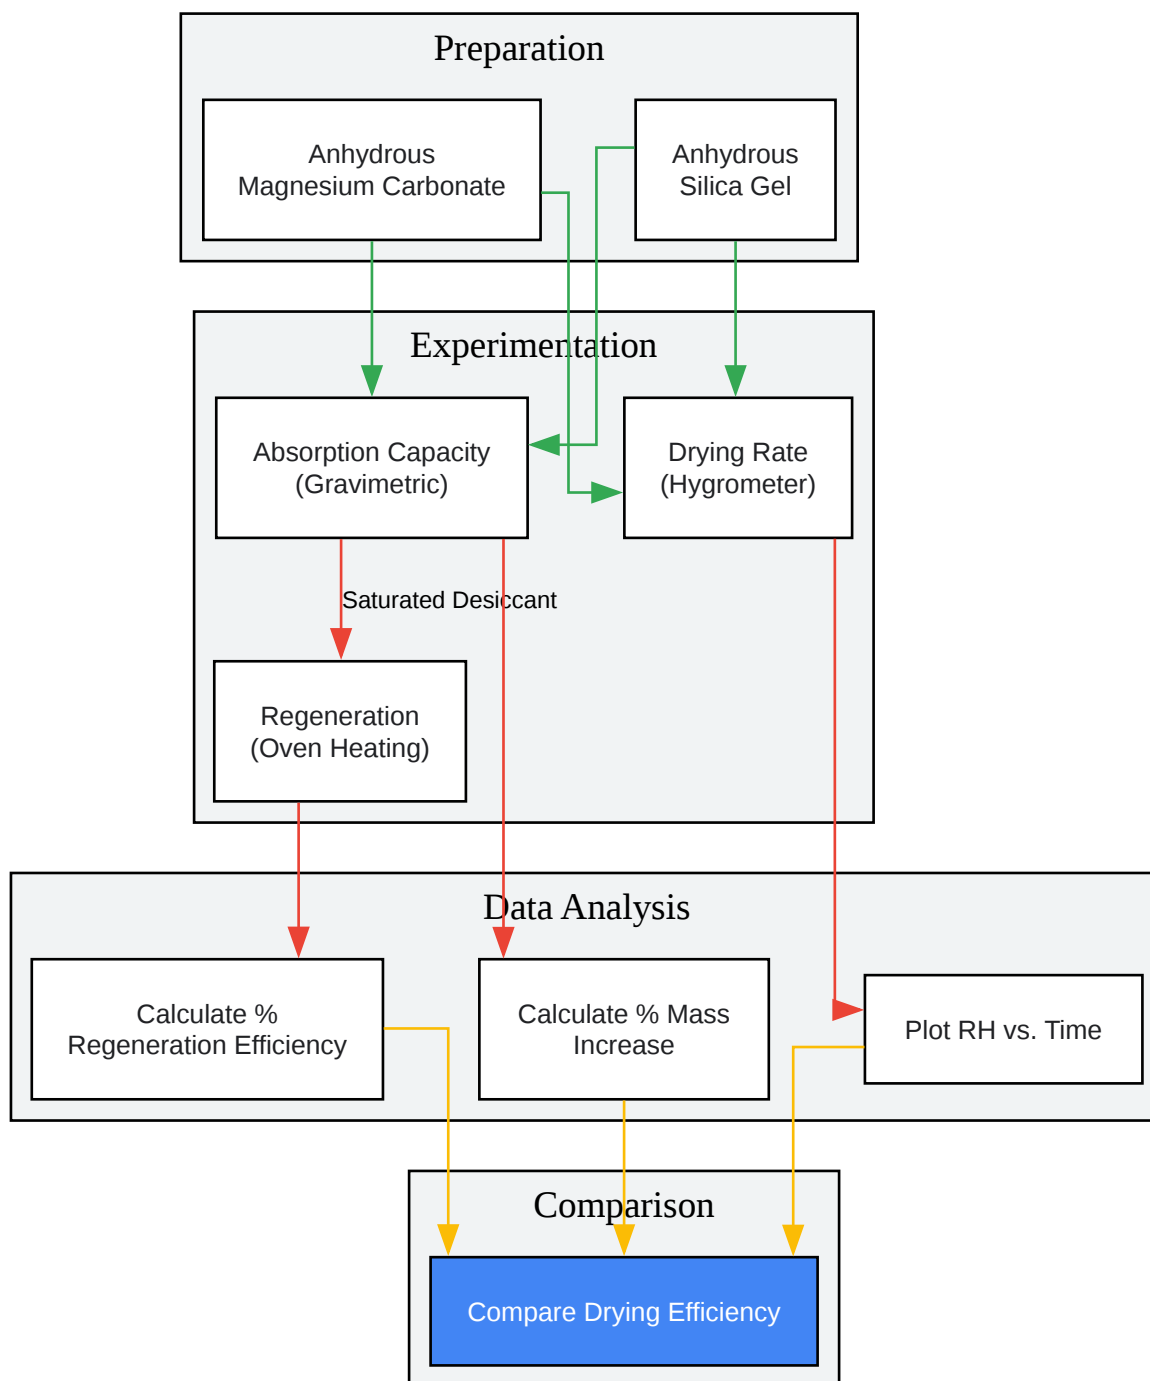 Preparation
Anhydrous
Magnesium Carbonate
Anhydrous
Silica Gel
Experimentation
Absorption Capacity
(Gravimetric)
Drying Rate
(Hygrometer)
Saturated Desiccant
Regeneration
(Oven Heating)
Data Analysis
Calculate %
Regeneration Efficiency
Calculate % Mass
Increase
Plot RH vs. Time
Comparison
Compare Drying Efficiency